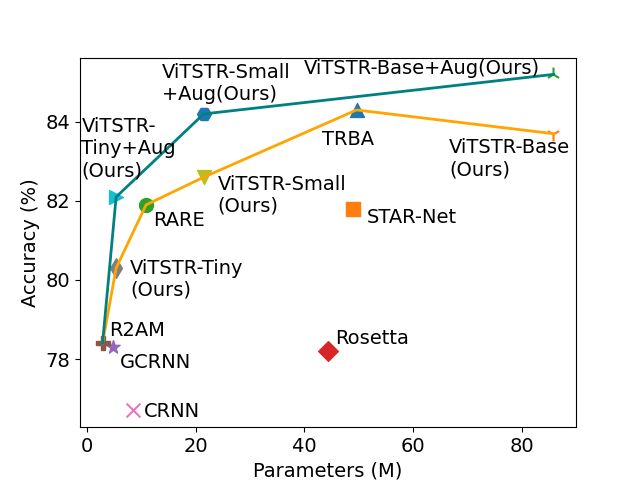 ViTSTR-Small
+Aug(Ours)
ViTSTR-Base+Aug(Ours)
ViTSTR-
Tiny+Aug
(Ours)
TRBA
ViTSTR-Base
(Ours)
ViTSTR-Small
(Ours)
RARE
STAR-Net
ViTSTR-Tiny
(Ours)
R2AM
GCRNN
Rosetta
CRNN
84
82
80
78
Accuracy (%)
0 20 40 60 80
Parameters (M)